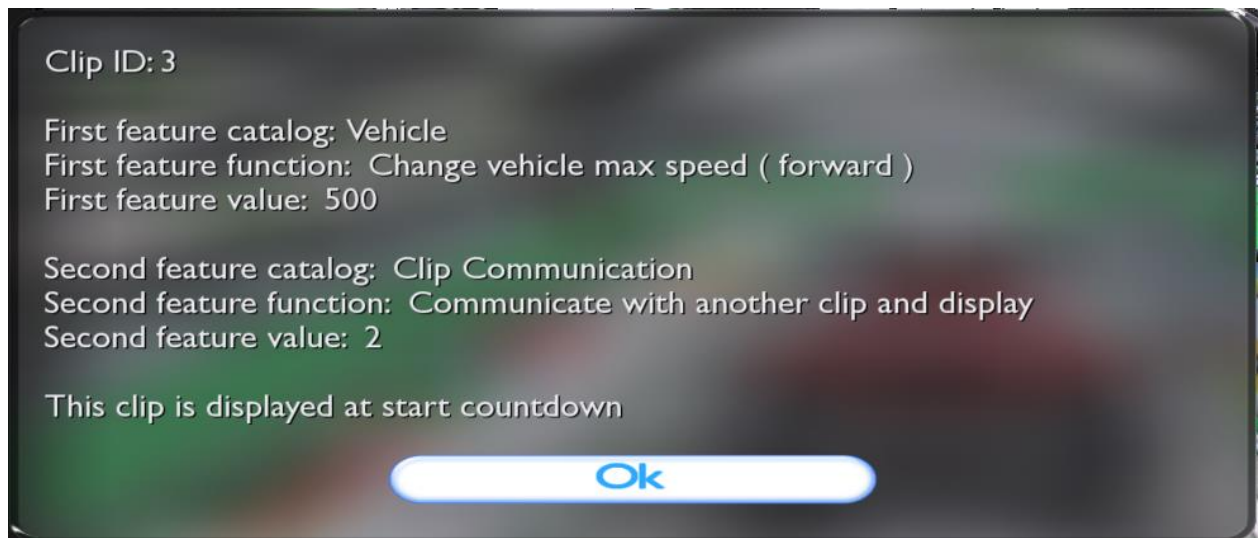 Clip ID: 3
First feature catalog: Vehicle
First feature function: Change vehicle max speed ( forward )
First feature value: 500
Second feature catalog: Clip Communication
Second feature function: Communicate with another clip and display
Second feature value: 2
This clip is displayed at start countdown
Ok